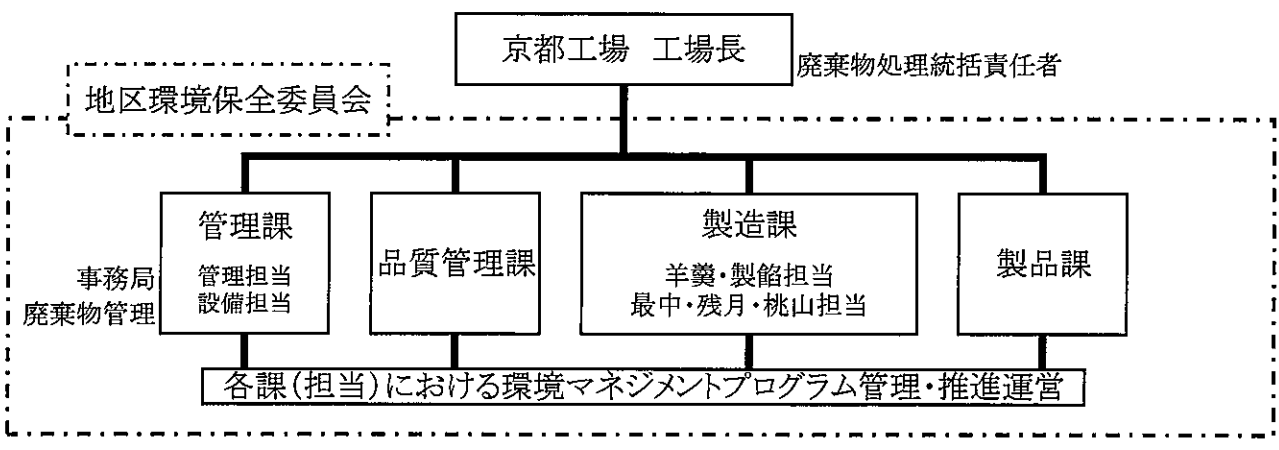 京都工場 工場長
廃棄物処理統括責任者
地区環境保全委員会
管理課
管理担当
設備担当
事務局
廃棄物管理
品質管理課
製造課
羊羹・製餡担当
最中・残月・桃山担当
製品課
各課(担当)における環境マネジメントプログラム管理・推進運営